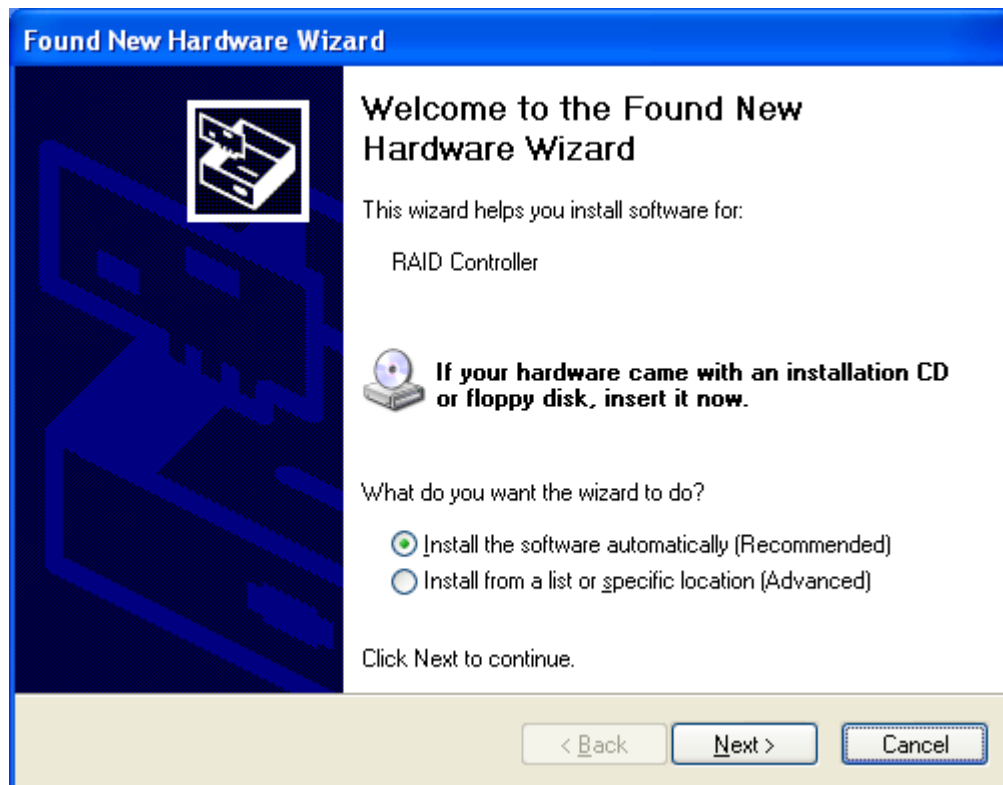 Found New Hardware Wizard
Welcome to the Found New
Hardware Wizard
This wizard helps you install software for:
RAID Controller
If your hardware came with an installation CD
or floppy disk, insert it now.
What do you want the wizard to do?
Install the software automatically (Recommended)
Install from a list or specific location (Advanced)
Click Next to continue.
< Back Next > Cancel